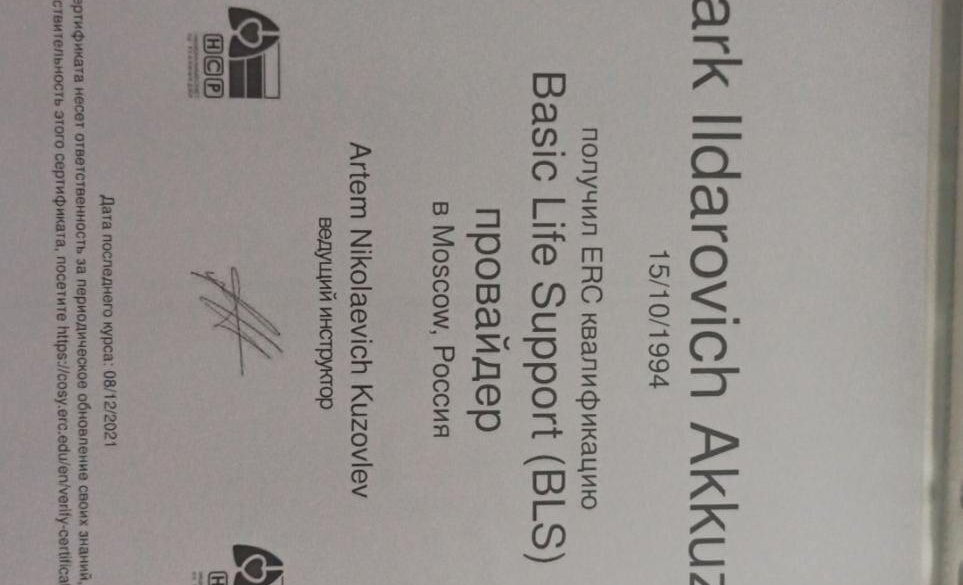 ark Ildarovich Akkuz
15/10/1994
получил ERC квалификацию
Basic Life Support (BLS)
провайдер
в Moscow, Россия
Artem Nikolaevich Kuzovlev
ведущий инструктор
НСР
Н
Дата последнего курса: 08/12/2021
ертификата несет ответственность за периодическое обновление своих знаний,
ствительность этого сертификата, посетите https://cosy.erc.edu/en/verify-certifica